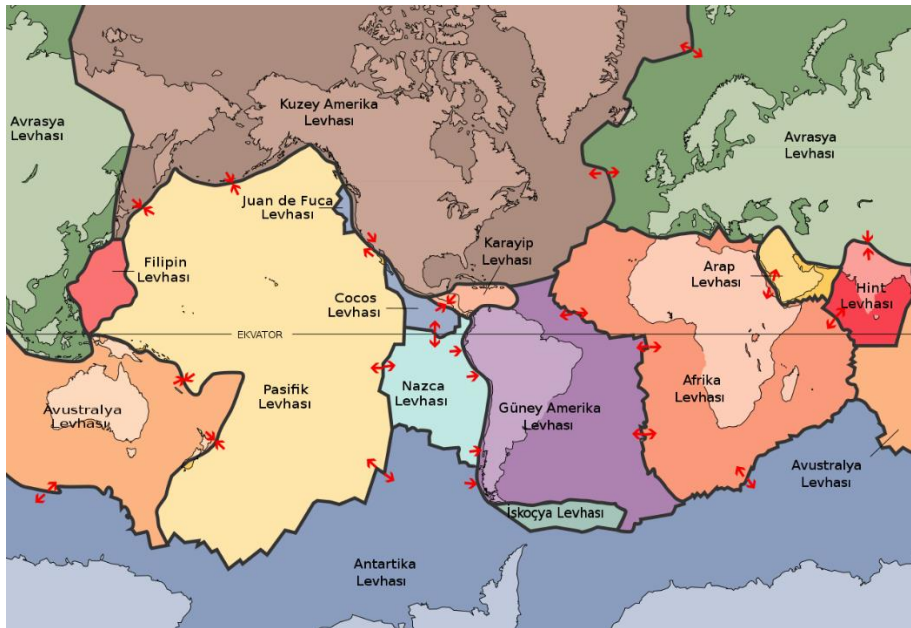 Kuzey Amerika
Levhası
Avrasya
Levhası
Avrasya
Levhası
Juan de Fuca
Levhası
Karayip
Levhası
Filipin
Levhası
Arap
Levhası
Hint
Levhası
Cocos
Levhası
EKVATOR
Pasifik
Levhası
Nazca
Levhası
Afrika
Levhası
Avustralya
Levhası
Güney Amerika
Levhası
Avustralya
Levhası
İskoçya Levhası
Antartika
Levhası